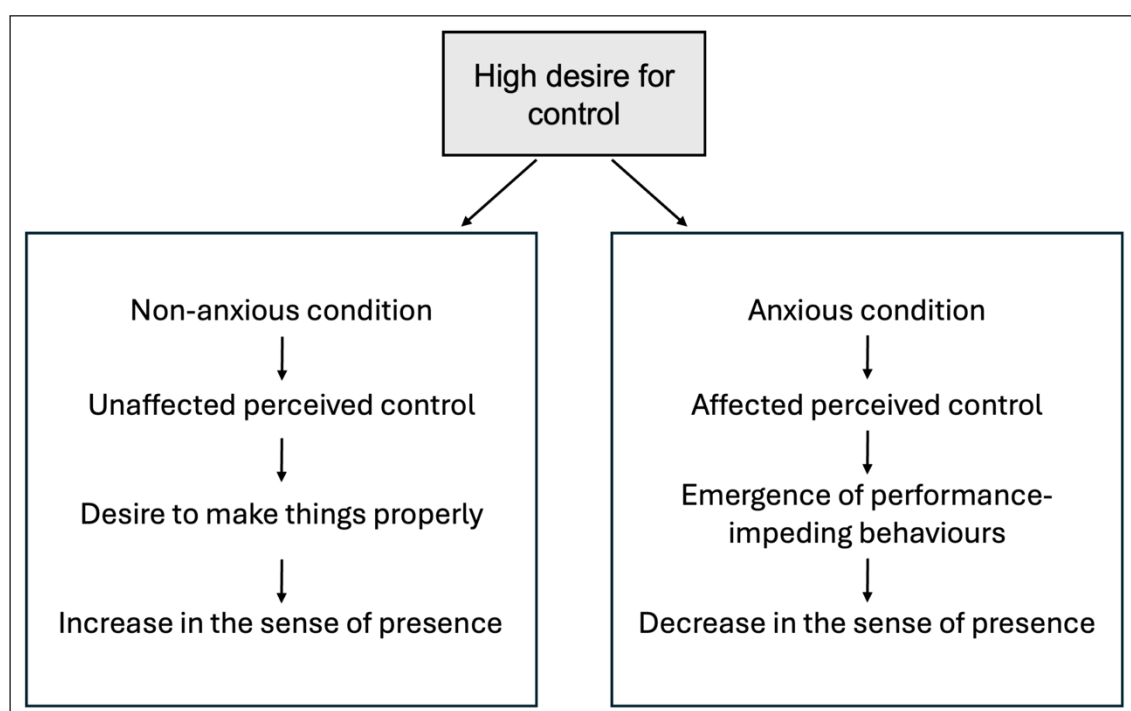 High desire for
control
Non-anxious condition
Unaffected perceived control
Desire to make things properly
Increase in the sense of presence
Anxious condition
Affected perceived control
Emergence of performance-
impeding behaviours
Decrease in the sense of presence